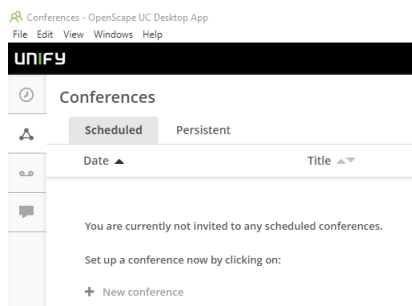 Conferences - OpenScape UC Desktop App
File Edit View Windows Help
UNIFY
Conferences
Scheduled Persistent
Date Title
You are currently not invited to any scheduled conferences.
Set up a conference now by clicking on:
+ New conference